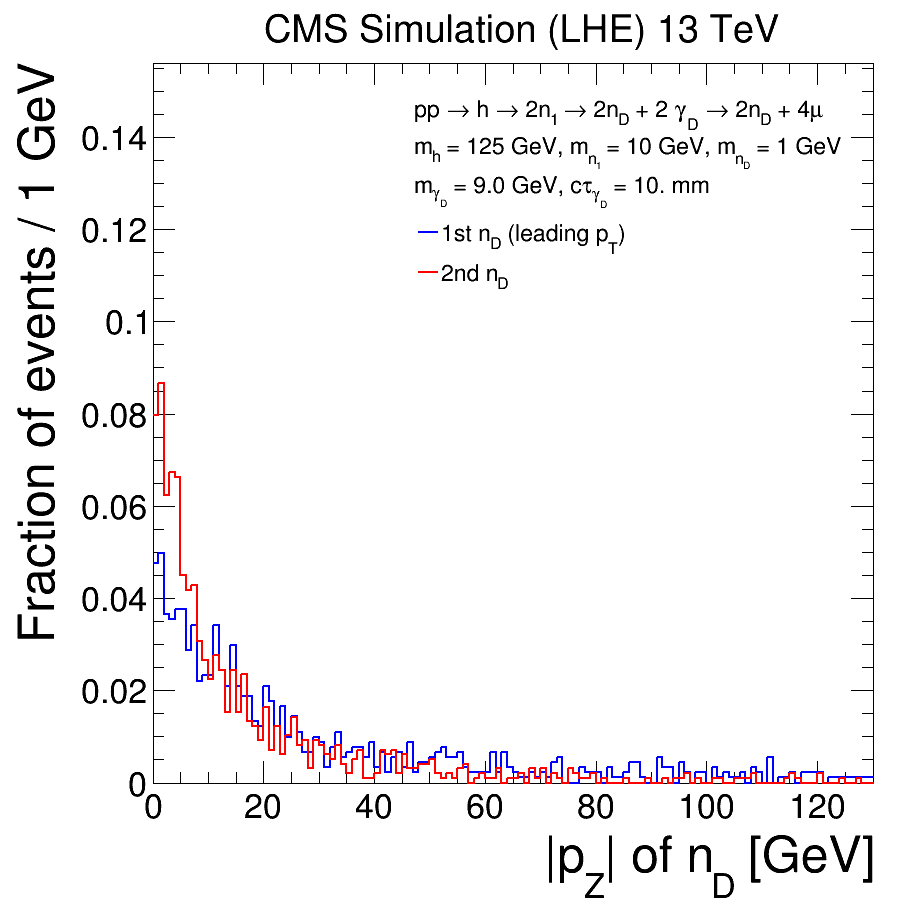 CMS Simulation (LHE) 13 TeV
Fraction of events / 1 GeV
pp → h → 2n₁ → 2n_D + 2 γ_D → 2n_D + 4μ
m_h = 125 GeV, m_n₁ = 10 GeV, m_n_D = 1 GeV
m_γ_D = 9.0 GeV, cτ_γ_D = 10. mm
1st n_D (leading p_T)
2nd n_D
0.14
0.12
0.1
0.08
0.06
0.04
0.02
0
0 20 40 60 80 100 120
|p_Z| of n_D [GeV]